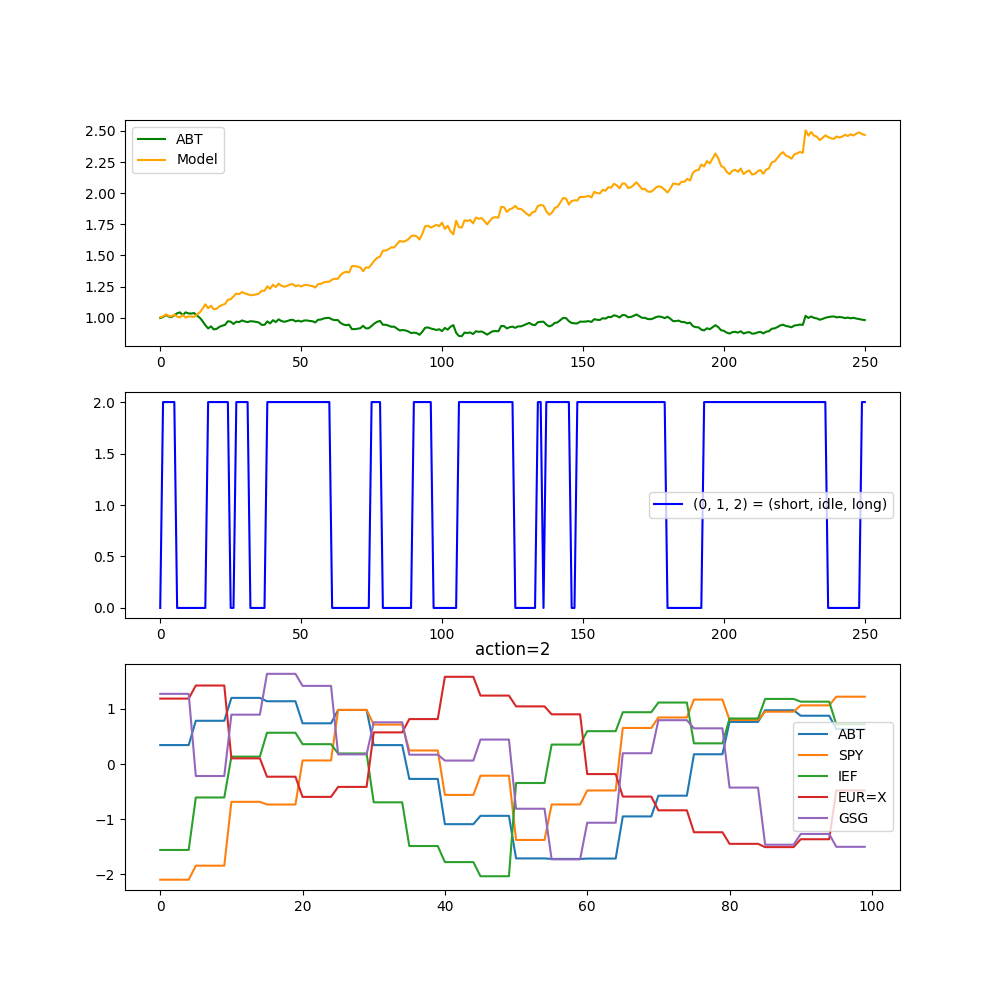 2.50
2.25
2.00
1.75
1.50
1.25
1.00
ABT
Model
0 50 100 150 200 250
2.0
1.5
1.0
0.5
0.0
(0, 1, 2) = (short, idle, long)
0 50 100 150 200 250
action=2
1
0
−1
−2
ABT
SPY
IEF
EUR=X
GSG
0 20 40 60 80 100